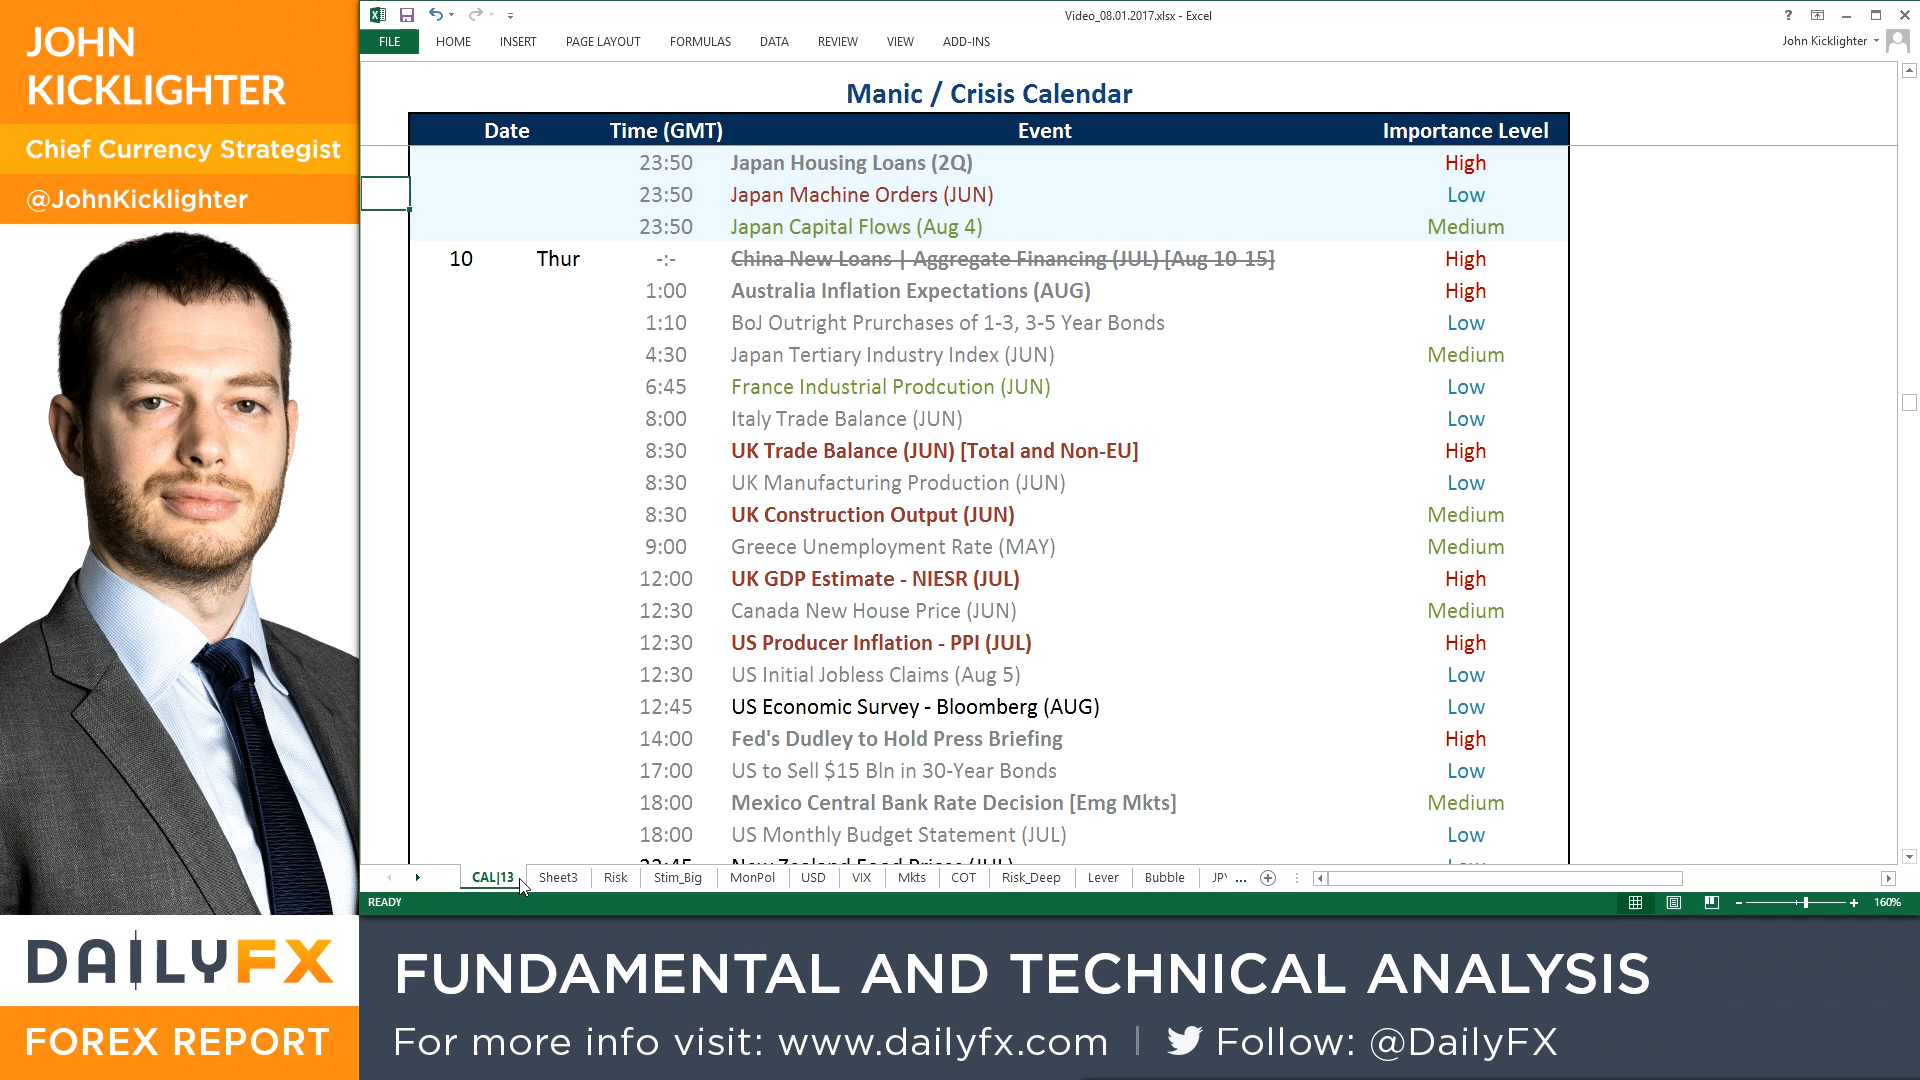 JOHN
KICKLIGHTER
Chief Currency Strategist
@JohnKicklighter
Video_08.01.2017.xlsx - Excel
FILE HOME INSERT PAGE LAYOUT FORMULAS DATA REVIEW VIEW ADD-INS John Kicklighter
Manic / Crisis Calendar
Date Time (GMT) Event Importance Level
23:50 Japan Housing Loans (2Q) High
23:50 Japan Machine Orders (JUN) Low
23:50 Japan Capital Flows (Aug 4) Medium
10 Thur -:- China New Loans | Aggregate Financing (JUL) [Aug 10-15] High
1:00 Australia Inflation Expectations (AUG) High
1:10 BoJ Outright Prurchases of 1-3, 3-5 Year Bonds Low
4:30 Japan Tertiary Industry Index (JUN) Medium
6:45 France Industrial Prodcution (JUN) Low
8:00 Italy Trade Balance (JUN) Low
8:30 UK Trade Balance (JUN) [Total and Non-EU] High
8:30 UK Manufacturing Production (JUN) Low
8:30 UK Construction Output (JUN) Medium
9:00 Greece Unemployment Rate (MAY) Medium
12:00 UK GDP Estimate - NIESR (JUL) High
12:30 Canada New House Price (JUN) Medium
12:30 US Producer Inflation - PPI (JUL) High
12:30 US Initial Jobless Claims (Aug 5) Low
12:45 US Economic Survey - Bloomberg (AUG) Low
14:00 Fed's Dudley to Hold Press Briefing High
17:00 US to Sell $15 Bln in 30-Year Bonds Low
18:00 Mexico Central Bank Rate Decision [Emg Mkts] Medium
18:00 US Monthly Budget Statement (JUL) Low
22:45 New Zealand Food Prices (JUL) Low
CAL|13 Sheet3 Risk Stim_Big MonPol USD VIX Mkts COT Risk_Deep Lever Bubble JPY ...
READY 160%
DAILYFX
FOREX REPORT
FUNDAMENTAL AND TECHNICAL ANALYSIS
For more info visit: www.dailyfx.com | Follow: @DailyFX